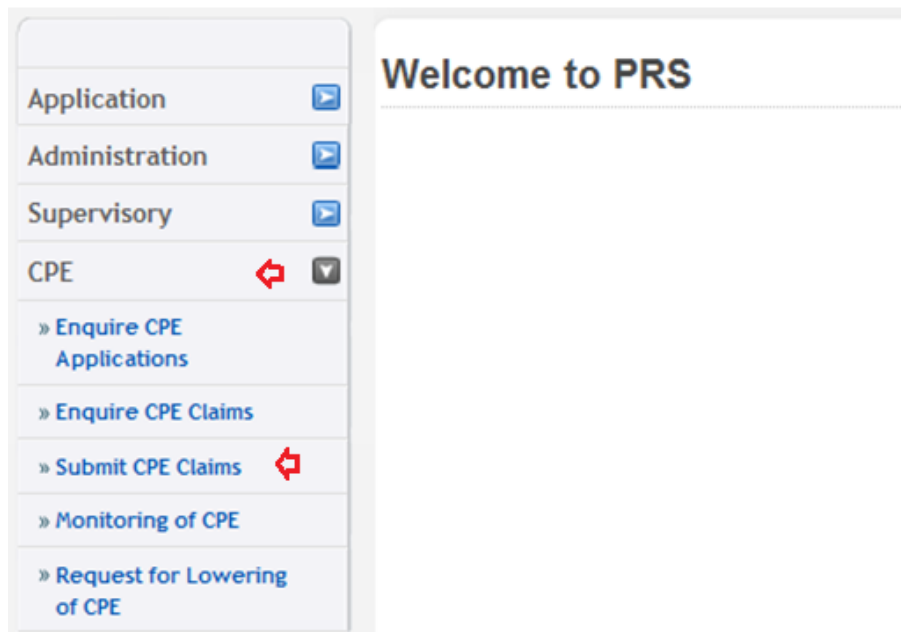 Welcome to PRS
Application
Administration
Supervisory
CPE
» Enquire CPE
Applications
» Enquire CPE Claims
» Submit CPE Claims
» Monitoring of CPE
» Request for Lowering
of CPE